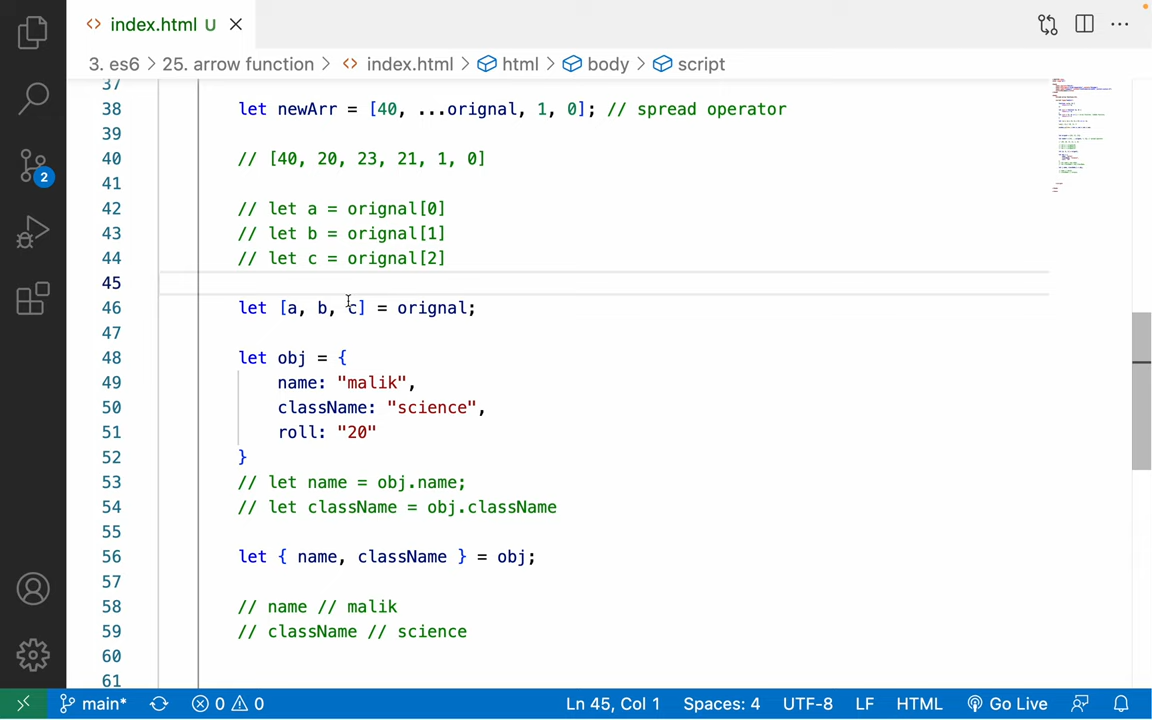 index.html U
3. es6 > 25. arrow function > index.html > html > body > script
37
38 let newArr = [40, ...orignal, 1, 0]; // spread operator
39
40 // [40, 20, 23, 21, 1, 0]
41
42 // let a = orignal[0]
43 // let b = orignal[1]
44 // let c = orignal[2]
45
46 let [a, b, c] = orignal;
47
48 let obj = {
49 name: "malik",
50 className: "science",
51 roll: "20"
52 }
53 // let name = obj.name;
54 // let className = obj.className
55
56 let { name, className } = obj;
57
58 // name // malik
59 // className // science
60
61
2
main* 0 0 Ln 45, Col 1 Spaces: 4 UTF-8 LF HTML Go Live